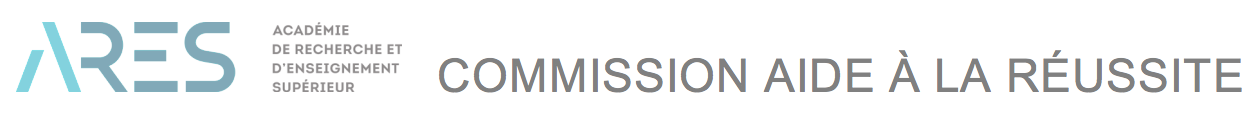 ARES
ACADÉMIE
DE RECHERCHE ET
D'ENSEIGNEMENT
SUPÉRIEUR
COMMISSION AIDE À LA RÉUSSITE